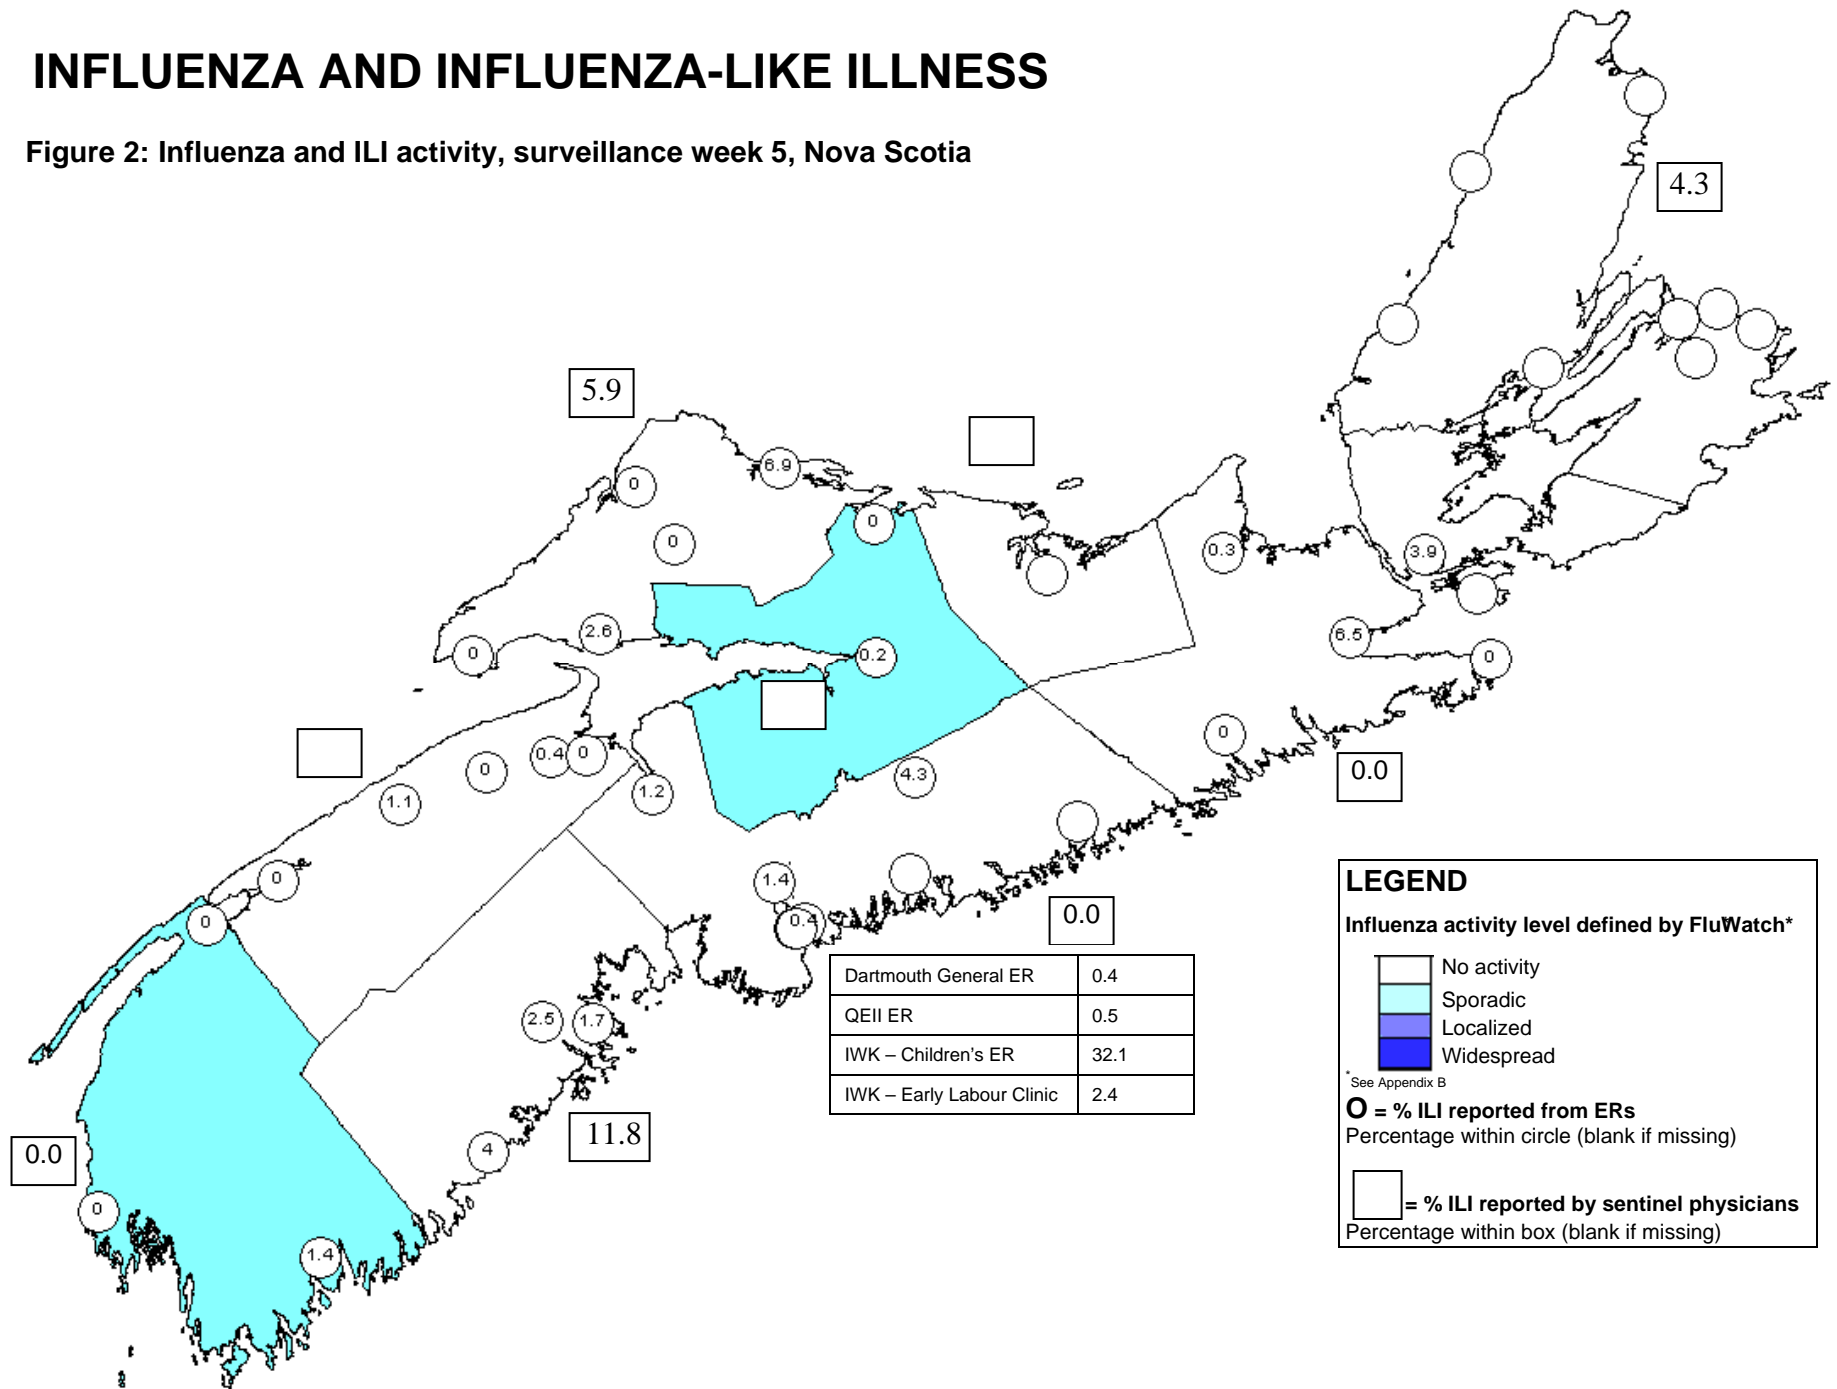 INFLUENZA AND INFLUENZA-LIKE ILLNESS
Figure 2: Influenza and ILI activity, surveillance week 5, Nova Scotia
4.3
5.9
6.9
0
0
0
0.3
3.9
2.6
6.5
0
0.2
0
0
0.4
0
0
1.1
1.2
4.3
0.0
0
1.4
0
0.4
0.0
2.5
1.7
11.8
4
0.0
0
1.4
Dartmouth General ER 0.4
QEII ER 0.5
IWK – Children's ER 32.1
IWK – Early Labour Clinic 2.4
LEGEND
Influenza activity level defined by FluWatch*
No activity
Sporadic
Localized
Widespread
* See Appendix B
O = % ILI reported from ERs
Percentage within circle (blank if missing)
= % ILI reported by sentinel physicians
Percentage within box (blank if missing)